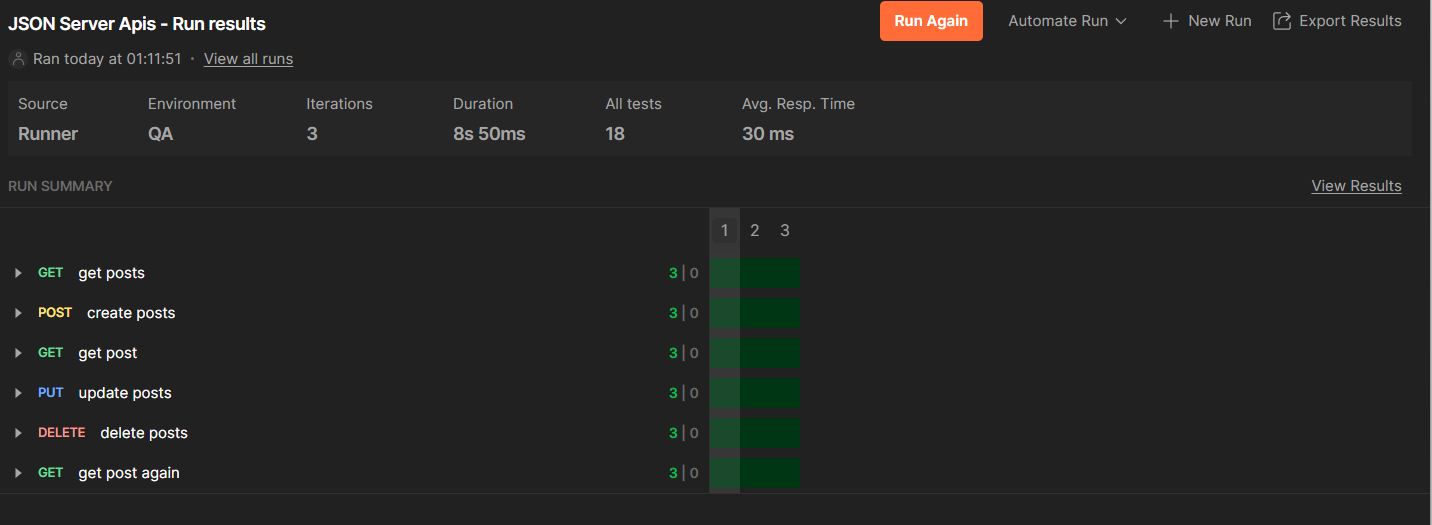 JSON Server Apis - Run results
Run Again
Automate Run
New Run
Export Results
Ran today at 01:11:51 · View all runs
Source Environment Iterations Duration All tests Avg. Resp. Time
Runner QA 3 8s 50ms 18 30 ms
RUN SUMMARY View Results
1 2 3
GET get posts 3 | 0
POST create posts 3 | 0
GET get post 3 | 0
PUT update posts 3 | 0
DELETE delete posts 3 | 0
GET get post again 3 | 0